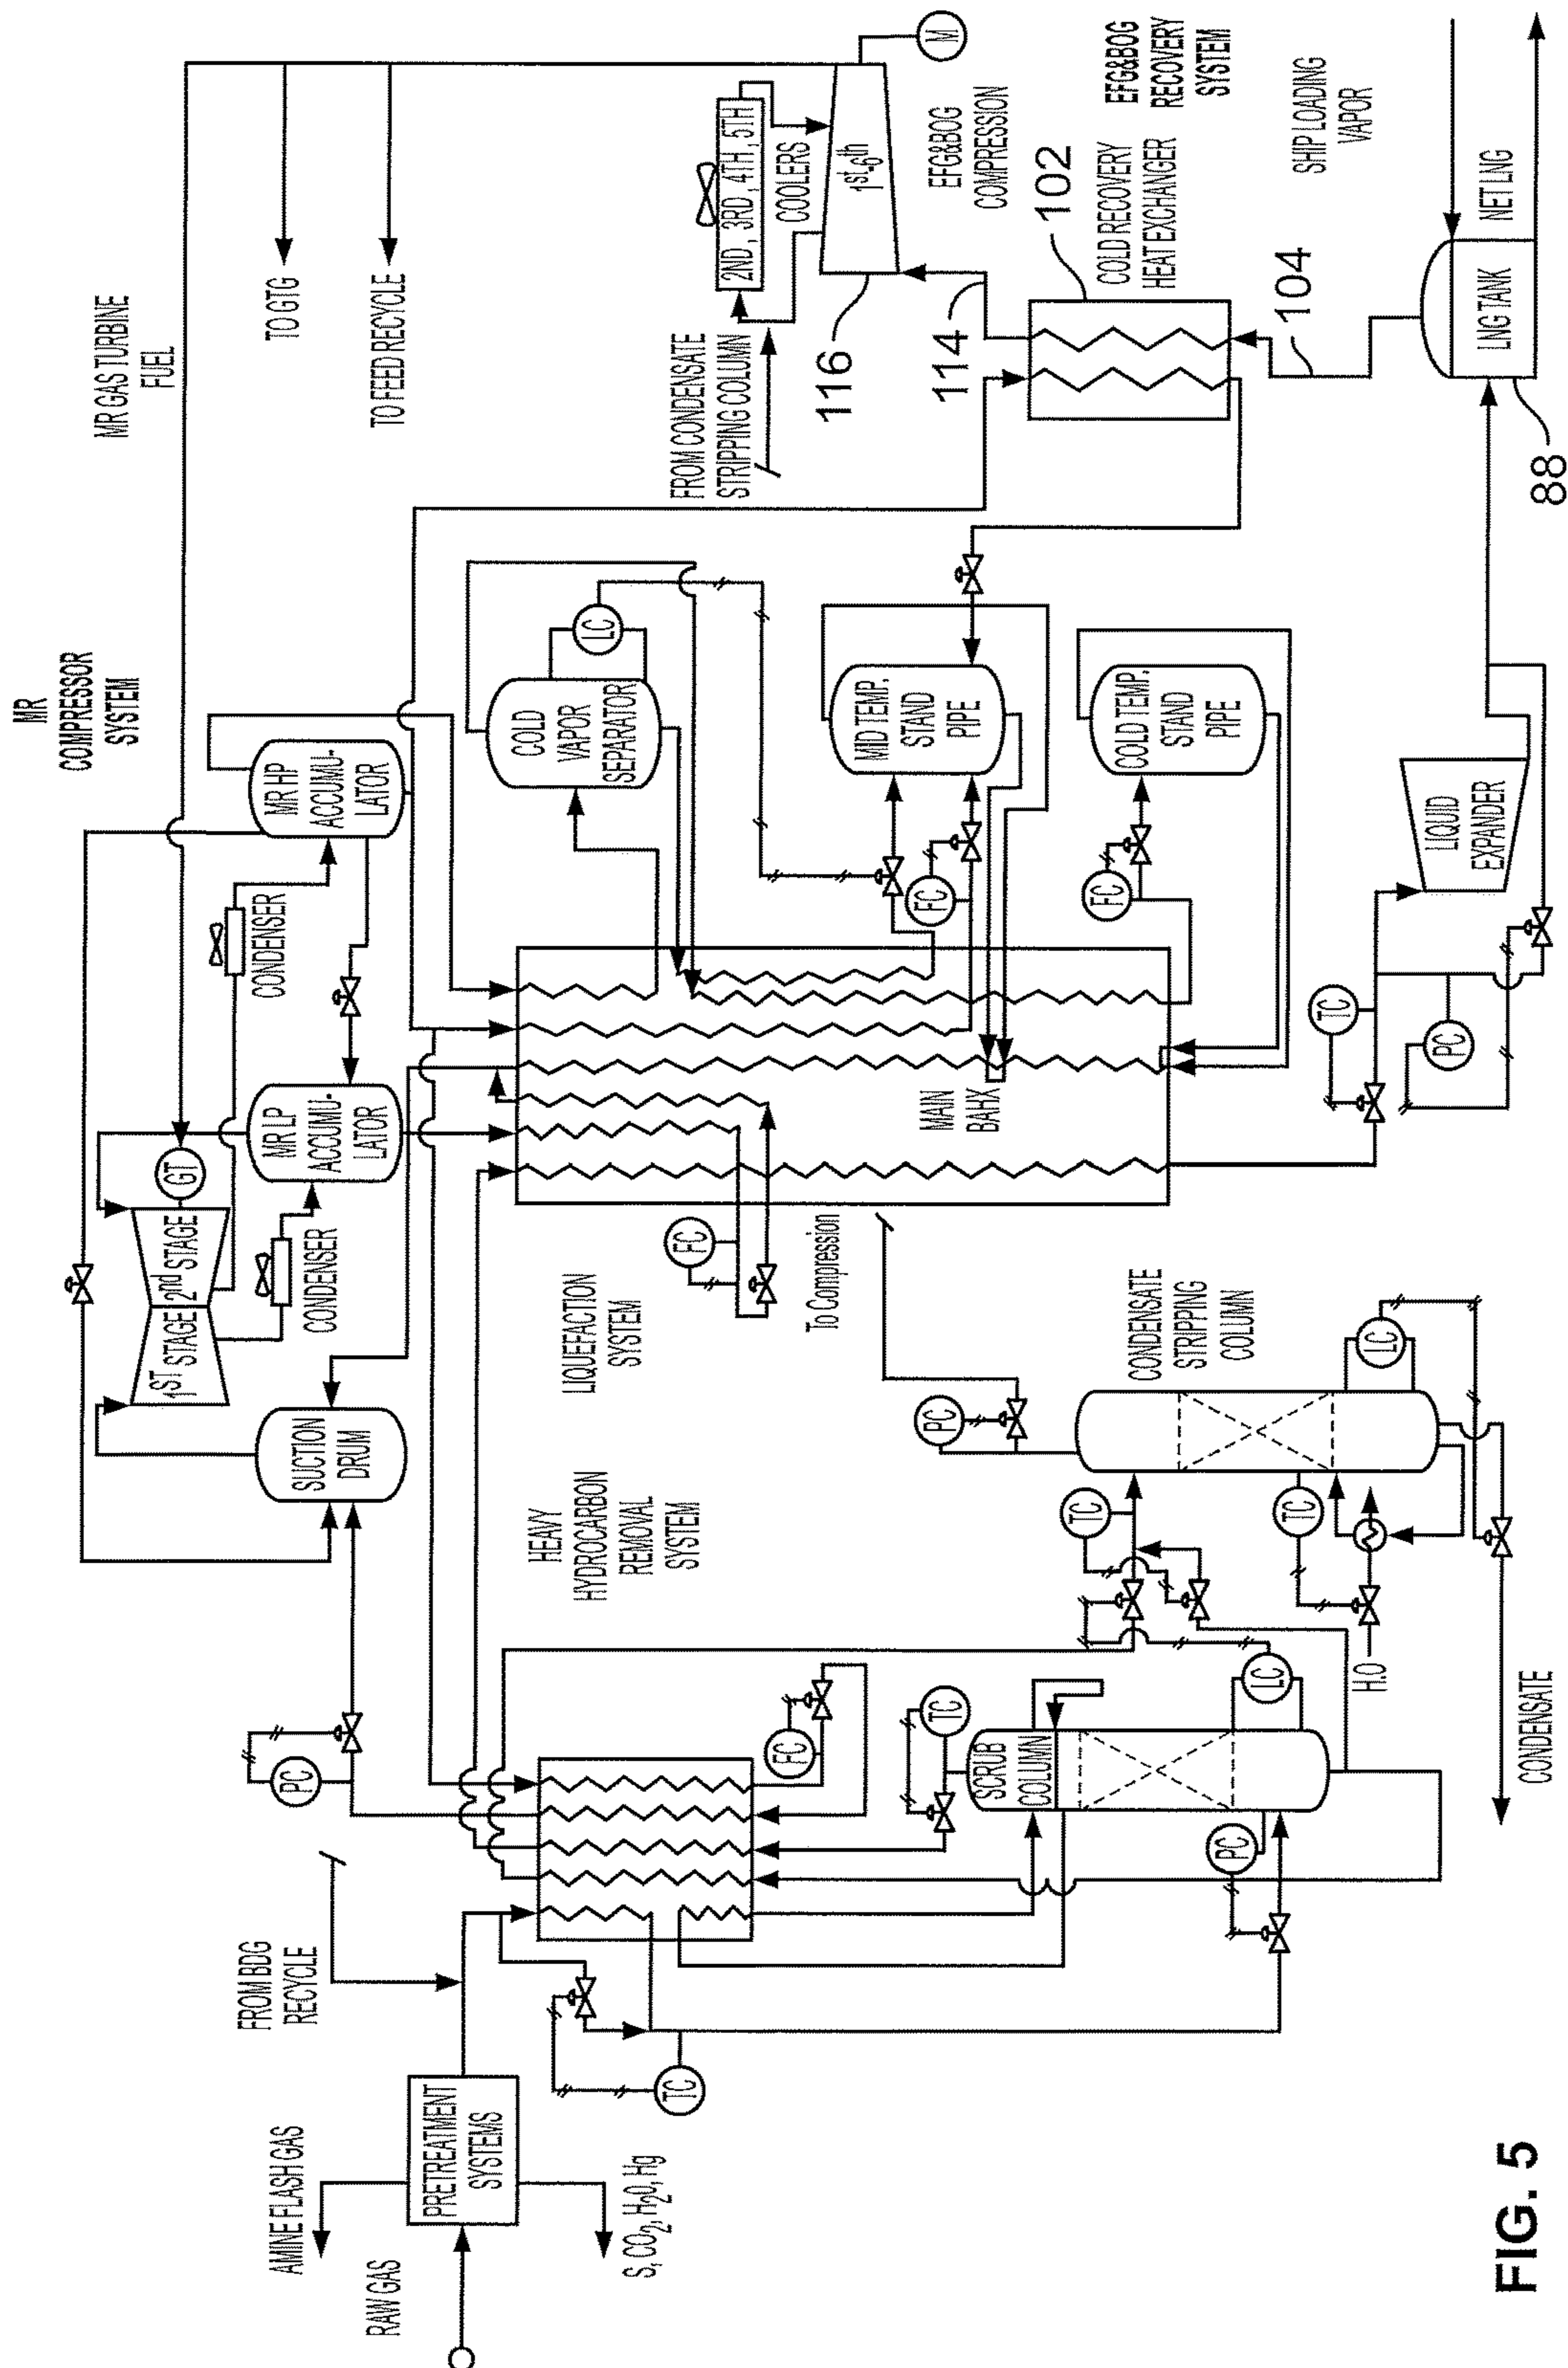 MR
COMPRESSOR
SYSTEM
MR GAS TURBINE
FUEL
TO GTG
TO FEED RECYCLE
M
2ND, 3RD, 4TH, 5TH
COOLERS
1st-6th
EFG&BOG
COMPRESSION
EFG&BOG
RECOVERY
SYSTEM
FROM CONDENSATE
STRIPPING COLUMN
116
114
102
COLD RECOVERY
HEAT EXCHANGER
104
SHIP LOADING
VAPOR
NET LNG
LNG TANK
88
MR HP
ACCUMU-
LATOR
CONDENSER
MR LP
ACCUMU-
LATOR
GT
1ST STAGE
2nd STAGE
CONDENSER
SUCTION
DRUM
COLD
VAPOR
SEPARATOR
LC
MID TEMP.
STAND
PIPE
FC
COLD TEMP.
STAND
PIPE
FC
LIQUID
EXPANDER
TC
PC
MAIN
BAHX
FC
LIQUEFACTION
SYSTEM
To Compression
CONDENSATE
STRIPPING
COLUMN
PC
LC
TC
TC
H.O
HEAVY
HYDROCARBON
REMOVAL
SYSTEM
PC
FC
TC
SCRUB
COLUMN
LC
PC
CONDENSATE
FROM BDG
RECYCLE
TC
PRETREATMENT
SYSTEMS
AMINE FLASH GAS
RAW GAS
S, CO2, H2O, Hg
FIG. 5